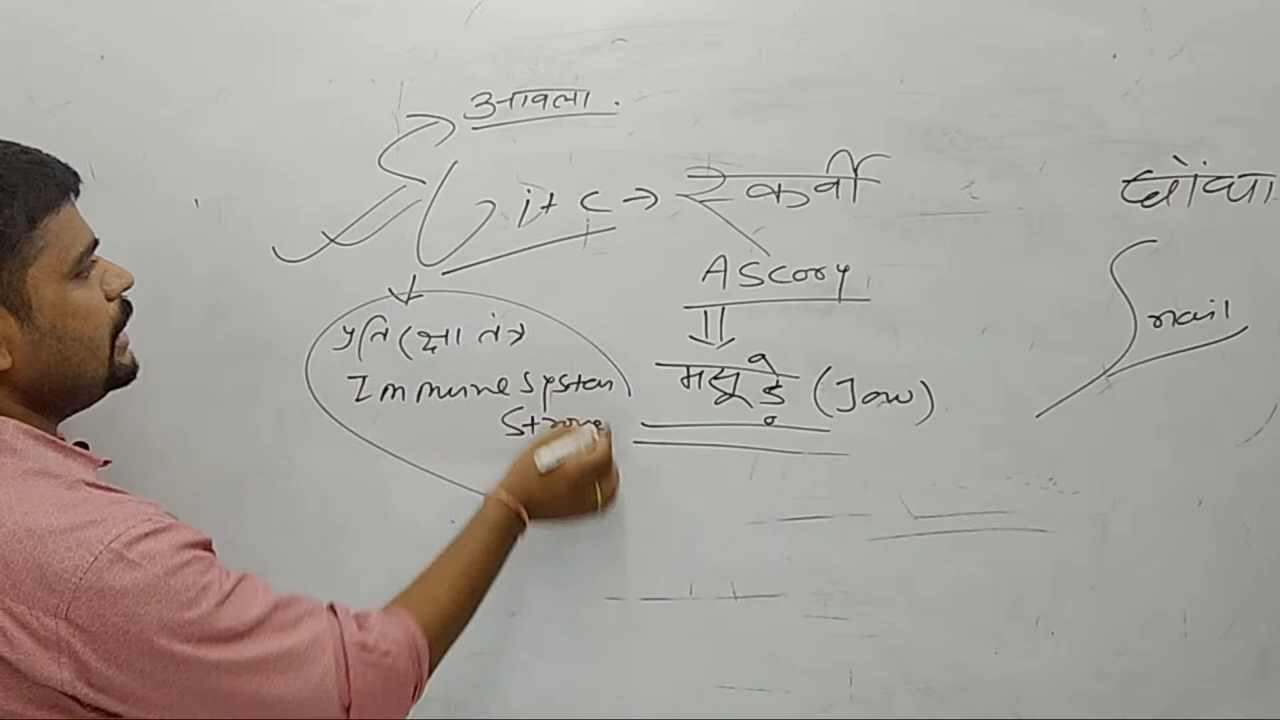 आवला.
Vit C → स्कर्वी
Ascory
प्रतिरक्षा तंत्र
Immune System
Strong
मसूड़े (Jaw)
घोंघा
Snail